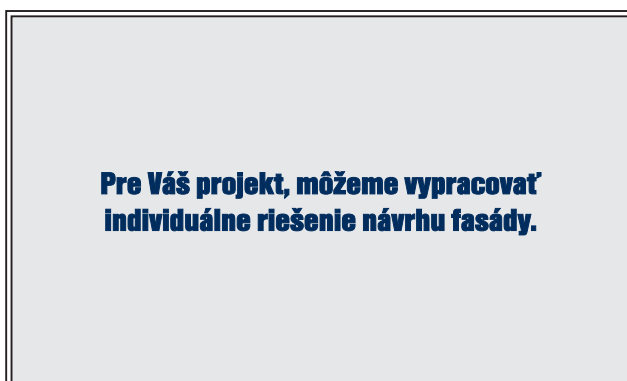 Pre Váš projekt, môžeme vypracovať
individuálne riešenie návrhu fasády.